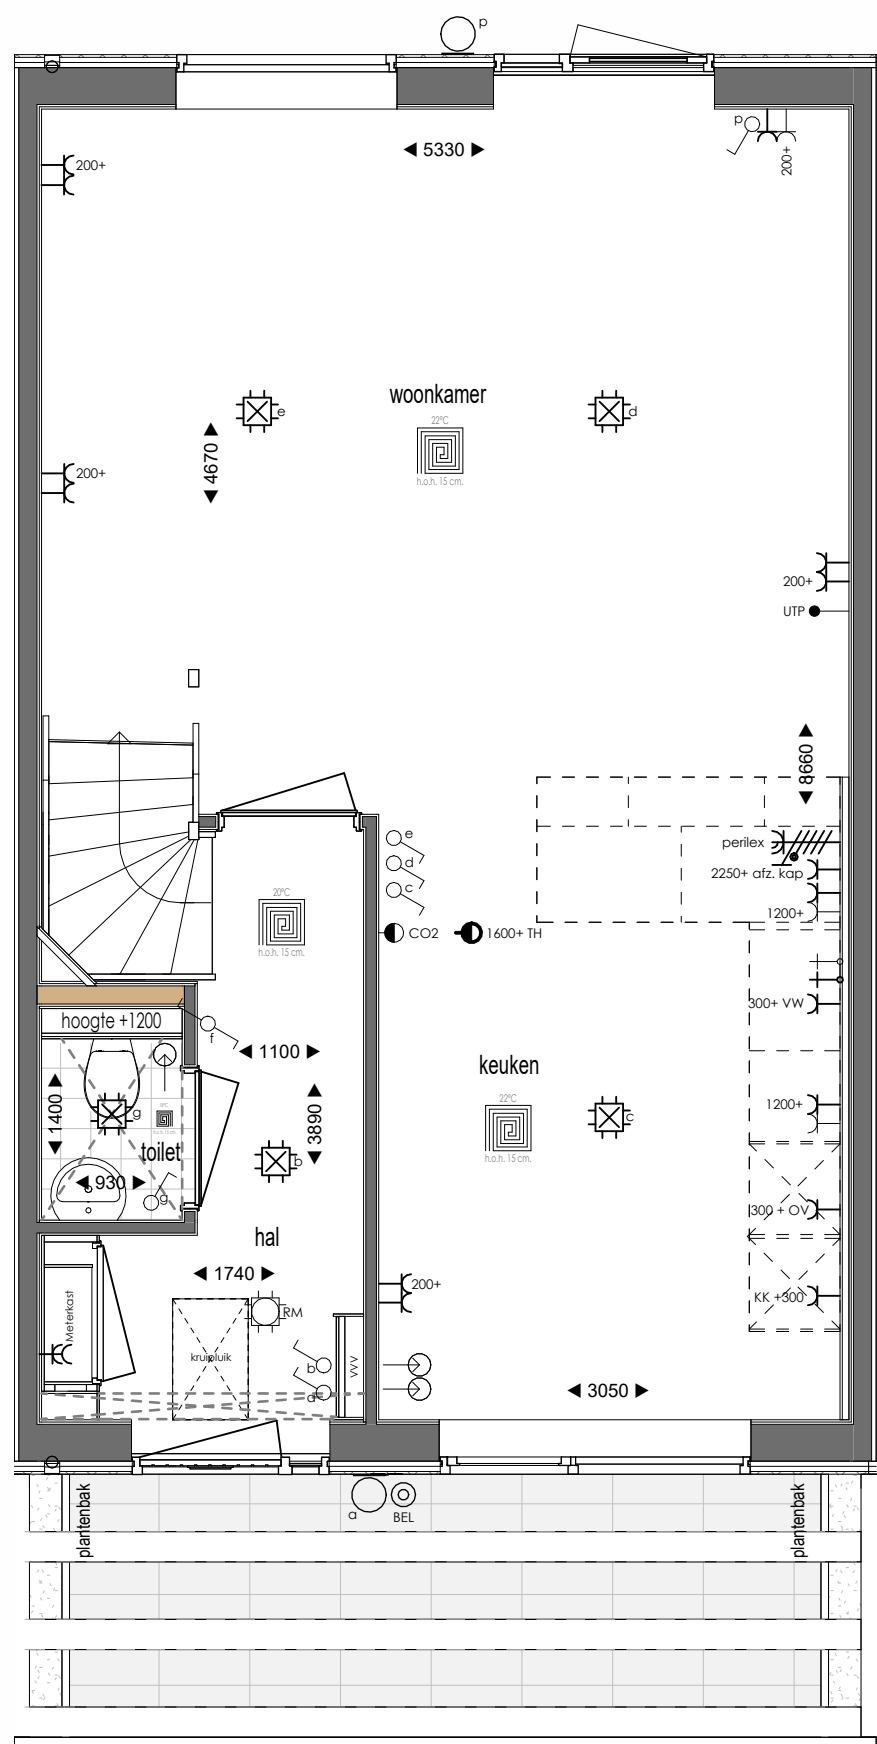 p
◄ 5330 ►
p
200+
200+
woonkamer
e
d
22°C
h.o.h. 15 cm.
◄ 4670 ►
200+
200+
UTP
◄ 8660 ►
e
perilex
d
2250+ afz. kap
c
20°C
1200+
h.o.h. 15 cm.
CO2
1600+ TH
300+ VW
hoogte +1200
f
◄ 1100 ►
keuken
22°C
h.o.h. 15 cm.
◄ 1400 ►
g
◄ 3890 ►
c
1200+
toilet
b
◄ 930 ►
g
300 + OV
hal
◄ 1740 ►
200+
KK +300
Meterkast
RM
kruipluik
b
a
VVV
◄ 3050 ►
plantenbak
a
BEL
plantenbak